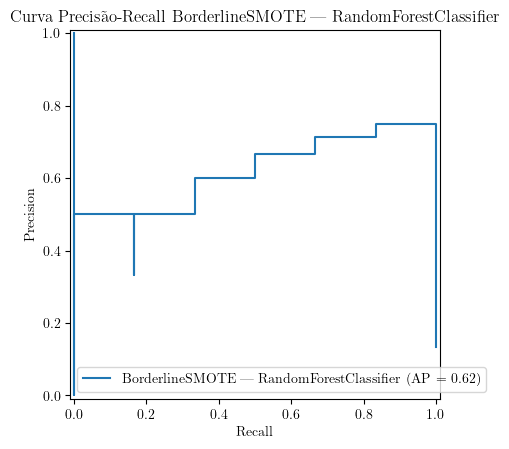 Curva Precisão-Recall BorderlineSMOTE — RandomForestClassifier
1.0
0.8
0.6
0.4
0.2
0.0
Precision
BorderlineSMOTE — RandomForestClassifier (AP = 0.62)
0.0 0.2 0.4 0.6 0.8 1.0
Recall